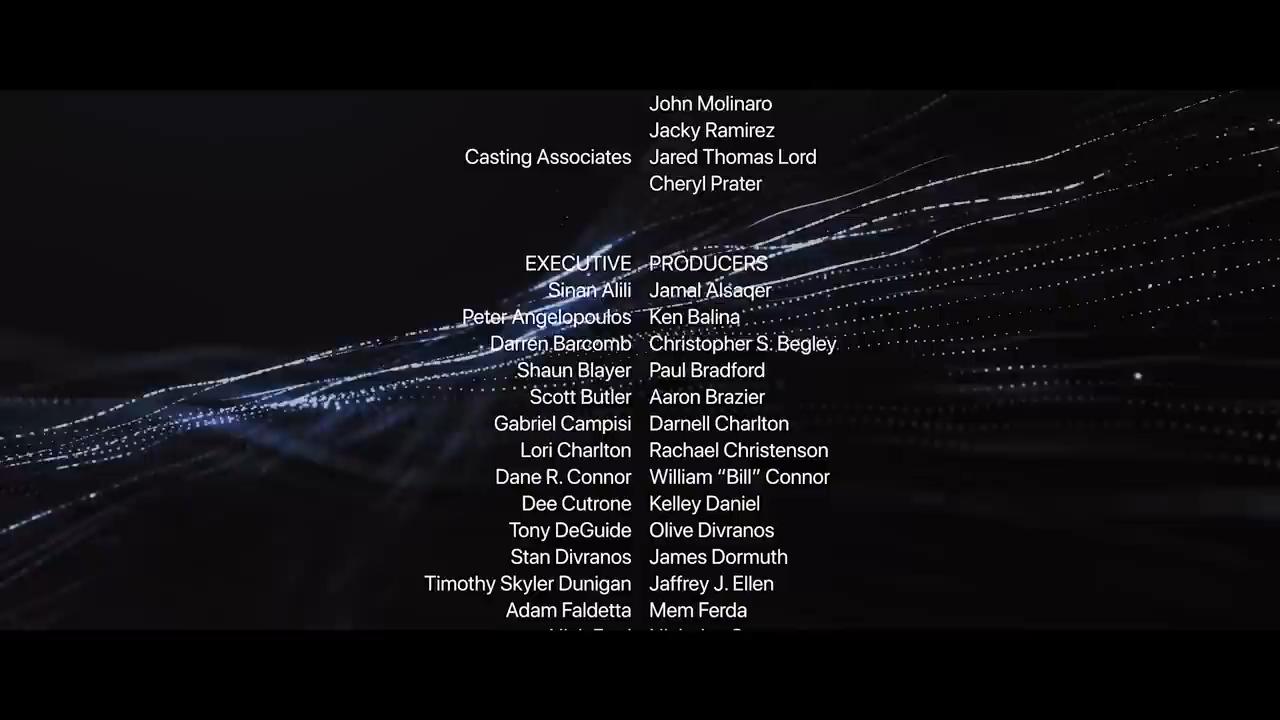 John Molinaro
Jacky Ramirez
Casting Associates Jared Thomas Lord
Cheryl Prater
EXECUTIVE PRODUCERS
Sinan Alili Jamal Alsaqer
Peter Angelopoulos Ken Balina
Darren Barcomb Christopher S. Begley
Shaun Blayer Paul Bradford
Scott Butler Aaron Brazier
Gabriel Campisi Darnell Charlton
Lori Charlton Rachael Christenson
Dane R. Connor William “Bill” Connor
Dee Cutrone Kelley Daniel
Tony DeGuide Olive Divranos
Stan Divranos James Dormuth
Timothy Skyler Dunigan Jaffrey J. Ellen
Adam Faldetta Mem Ferda